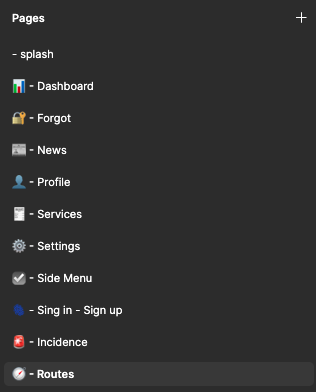 Pages
- splash
- Dashboard
- Forgot
- News
- Profile
- Services
- Settings
- Side Menu
- Sing in - Sign up
- Incidence
- Routes